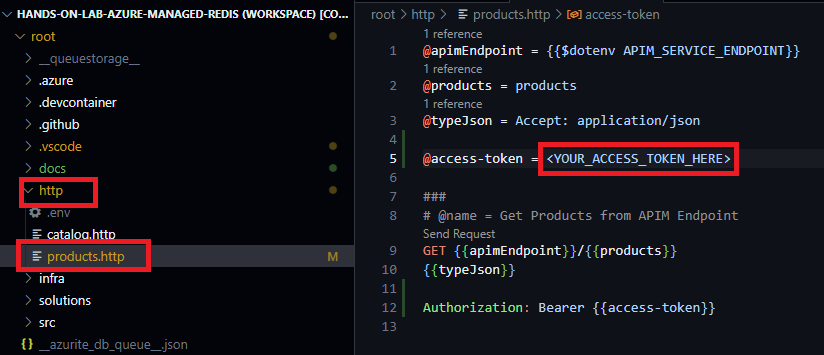 HANDS-ON-LAB-AZURE-MANAGED-REDIS (WORKSPACE) [CO...
root
__queuestorage__
.azure
.devcontainer
.github
.vscode
docs
http
.env
catalog.http
products.http M
infra
solutions
src
{} __azurite_db_queue__.json
root > http > products.http > access-token
1 reference
1 @apimEndpoint = {{$dotenv APIM_SERVICE_ENDPOINT}}
1 reference
2 @products = products
1 reference
3 @typeJson = Accept: application/json
4
5 @access-token = <YOUR_ACCESS_TOKEN_HERE>
6
7 ###
8 # @name = Get Products from APIM Endpoint
Send Request
9 GET {{apimEndpoint}}/{{products}}
10 {{typeJson}}
11
12 Authorization: Bearer {{access-token}}
13